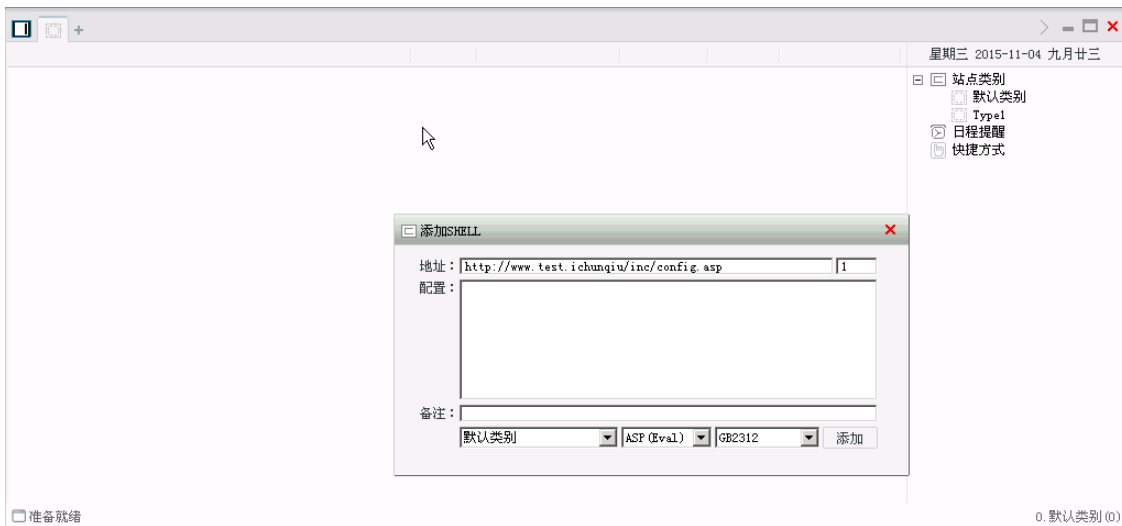 +
星期三 2015-11-04 九月廿三
站点类别
默认类别
Type1
日程提醒
快捷方式
添加SHELL
地址： http://www.test.ichunqiu/inc/config.asp 1
配置：
备注：
默认类别 ASP(Eval) GB2312 添加
准备就绪 0.默认类别(0)